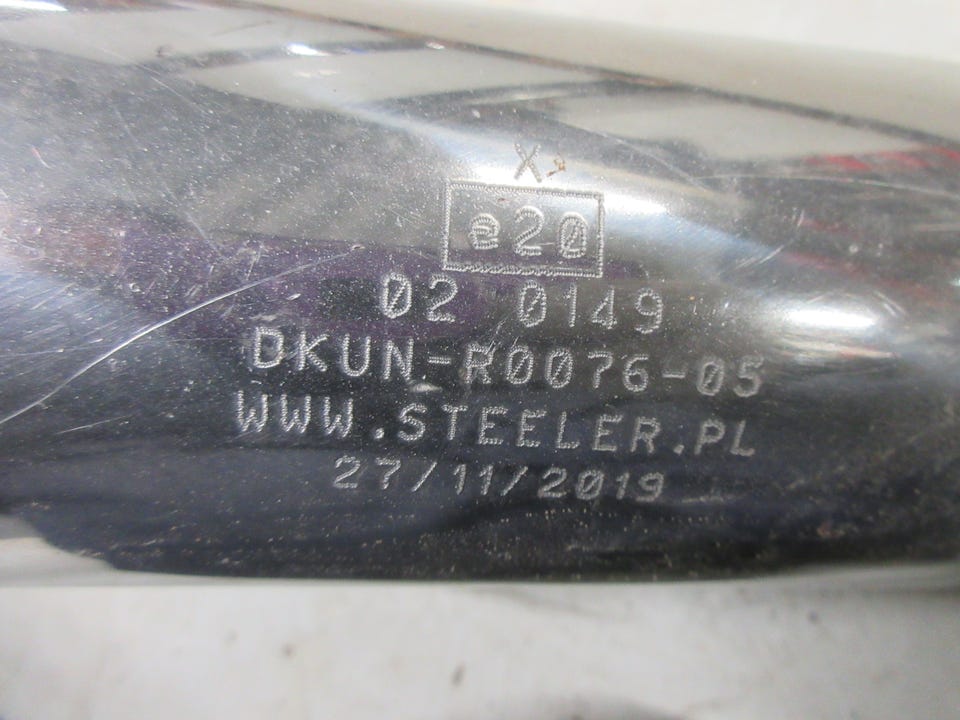 X
e20
02 0149
DKUN-R0076-05
WWW.STEELER.PL
27/11/2019